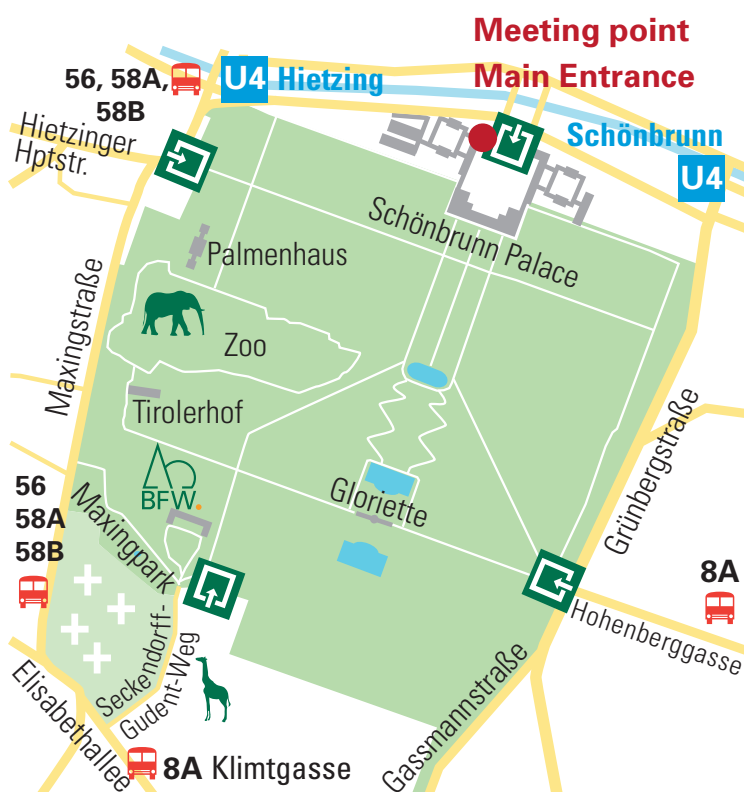 Meeting point
Main Entrance
56, 58A,
58B
U4 Hietzing
Hietzinger
Hptstr.
Schönbrunn
U4
Schönbrunn Palace
Palmenhaus
Maxingstraße
Zoo
Tirolerhof
BFW.
Gloriette
Grünbergstraße
56
58A
58B
Maxingpark
8A
Hohenberggasse
Seckendorff-
Gudent-Weg
Elisabethallee
Gassmannstraße
8A Klimtgasse